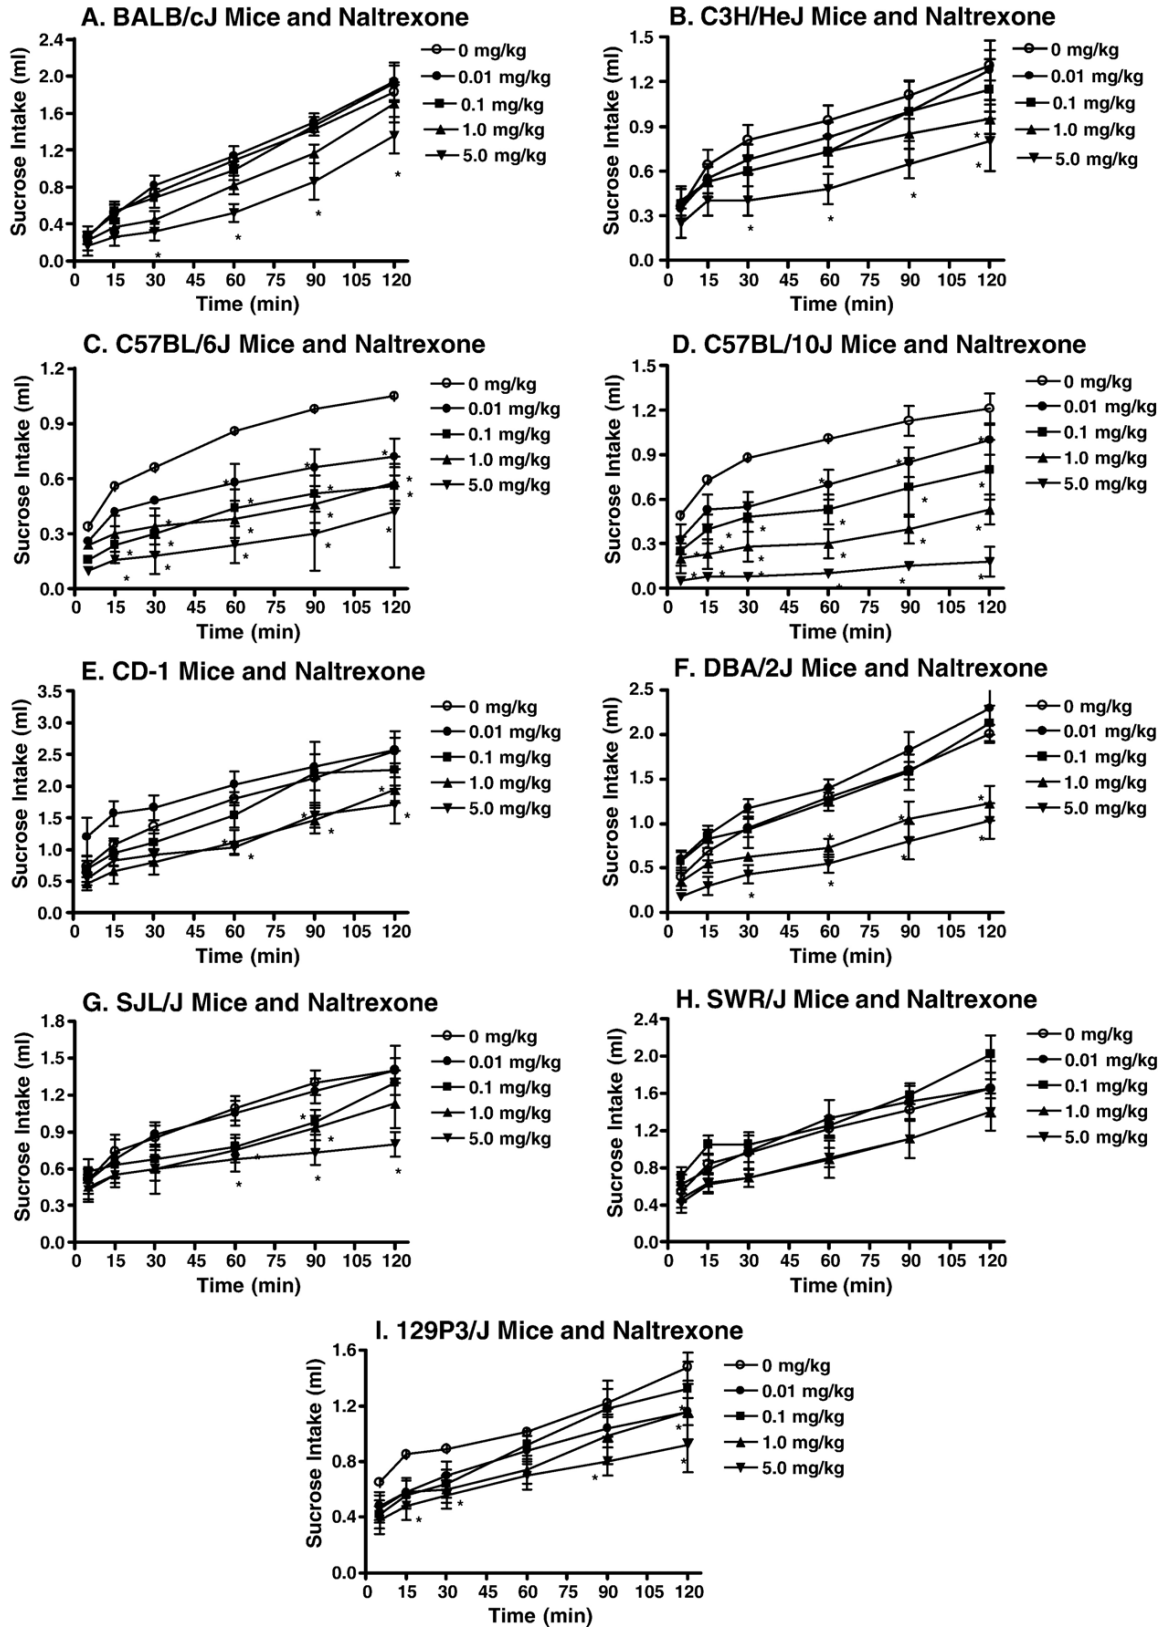 A. BALB/cJ Mice and Naltrexone
Sucrose Intake (ml)
2.4
2.0
1.6
1.2
0.8
0.4
0.0
0 15 30 45 60 75 90 105 120
Time (min)
0 mg/kg
0.01 mg/kg
0.1 mg/kg
1.0 mg/kg
5.0 mg/kg
* * * *
B. C3H/HeJ Mice and Naltrexone
Sucrose Intake (ml)
1.5
1.2
0.9
0.6
0.3
0.0
0 15 30 45 60 75 90 105 120
Time (min)
0 mg/kg
0.01 mg/kg
0.1 mg/kg
1.0 mg/kg
5.0 mg/kg
* * * * *
C. C57BL/6J Mice and Naltrexone
Sucrose Intake (ml)
1.2
0.9
0.6
0.3
0.0
0 15 30 45 60 75 90 105 120
Time (min)
0 mg/kg
0.01 mg/kg
0.1 mg/kg
1.0 mg/kg
5.0 mg/kg
D. C57BL/10J Mice and Naltrexone
Sucrose Intake (ml)
1.5
1.2
0.9
0.6
0.3
0.0
0 15 30 45 60 75 90 105 120
Time (min)
0 mg/kg
0.01 mg/kg
0.1 mg/kg
1.0 mg/kg
5.0 mg/kg
E. CD-1 Mice and Naltrexone
Sucrose Intake (ml)
3.5
3.0
2.5
2.0
1.5
1.0
0.5
0.0
0 15 30 45 60 75 90 105 120
Time (min)
0 mg/kg
0.01 mg/kg
0.1 mg/kg
1.0 mg/kg
5.0 mg/kg
F. DBA/2J Mice and Naltrexone
Sucrose Intake (ml)
2.5
2.0
1.5
1.0
0.5
0.0
0 15 30 45 60 75 90 105 120
Time (min)
0 mg/kg
0.01 mg/kg
0.1 mg/kg
1.0 mg/kg
5.0 mg/kg
G. SJL/J Mice and Naltrexone
Sucrose Intake (ml)
1.8
1.5
1.2
0.9
0.6
0.3
0.0
0 15 30 45 60 75 90 105 120
Time (min)
0 mg/kg
0.01 mg/kg
0.1 mg/kg
1.0 mg/kg
5.0 mg/kg
H. SWR/J Mice and Naltrexone
Sucrose Intake (ml)
2.4
2.0
1.6
1.2
0.8
0.4
0.0
0 15 30 45 60 75 90 105 120
Time (min)
0 mg/kg
0.01 mg/kg
0.1 mg/kg
1.0 mg/kg
5.0 mg/kg
I. 129P3/J Mice and Naltrexone
Sucrose Intake (ml)
1.6
1.2
0.8
0.4
0.0
0 15 30 45 60 75 90 105 120
Time (min)
0 mg/kg
0.01 mg/kg
0.1 mg/kg
1.0 mg/kg
5.0 mg/kg